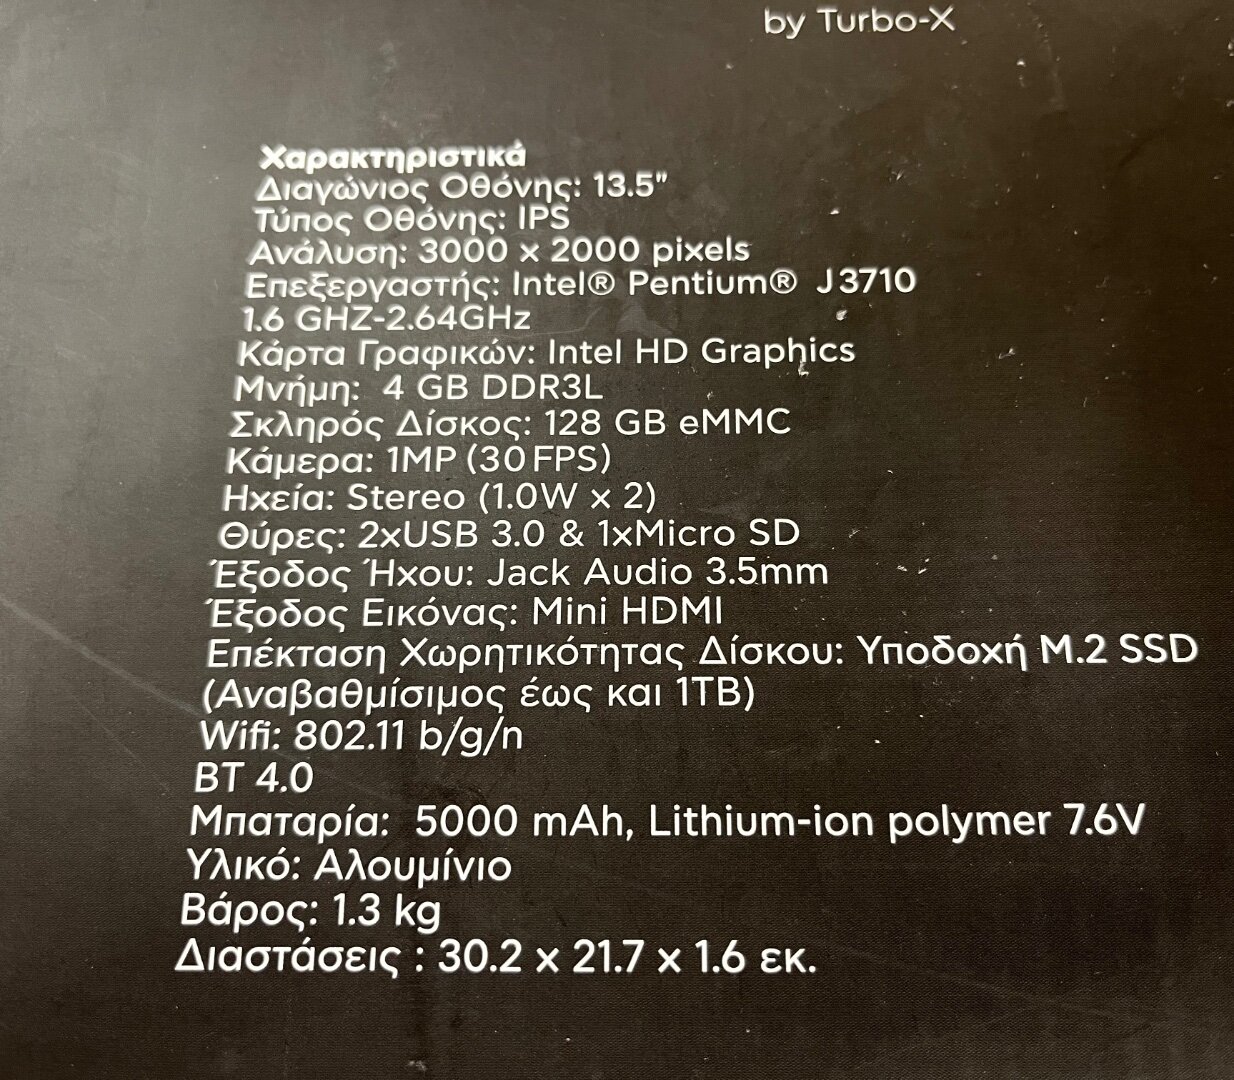 by Turbo-X
Χαρακτηριστικά
Διαγώνιος Οθόνης: 13.5"
Τύπος Οθόνης: IPS
Ανάλυση: 3000 x 2000 pixels
Επεξεργαστής: Intel® Pentium® J3710
1.6 GHZ-2.64GHz
Κάρτα Γραφικών: Intel HD Graphics
Μνήμη: 4 GB DDR3L
Σκληρός Δίσκος: 128 GB eMMC
Κάμερα: 1MP (30 FPS)
Ηχεία: Stereo (1.0W x 2)
Θύρες: 2xUSB 3.0 & 1xMicro SD
Έξοδος Ήχου: Jack Audio 3.5mm
Έξοδος Εικόνας: Mini HDMI
Επέκταση Χωρητικότητας Δίσκου: Υποδοχή M.2 SSD
(Αναβαθμίσιμος έως και 1TB)
Wifi: 802.11 b/g/n
BT 4.0
Μπαταρία: 5000 mAh, Lithium-ion polymer 7.6V
Υλικό: Αλουμίνιο
Βάρος: 1.3 kg
Διαστάσεις : 30.2 x 21.7 x 1.6 εκ.